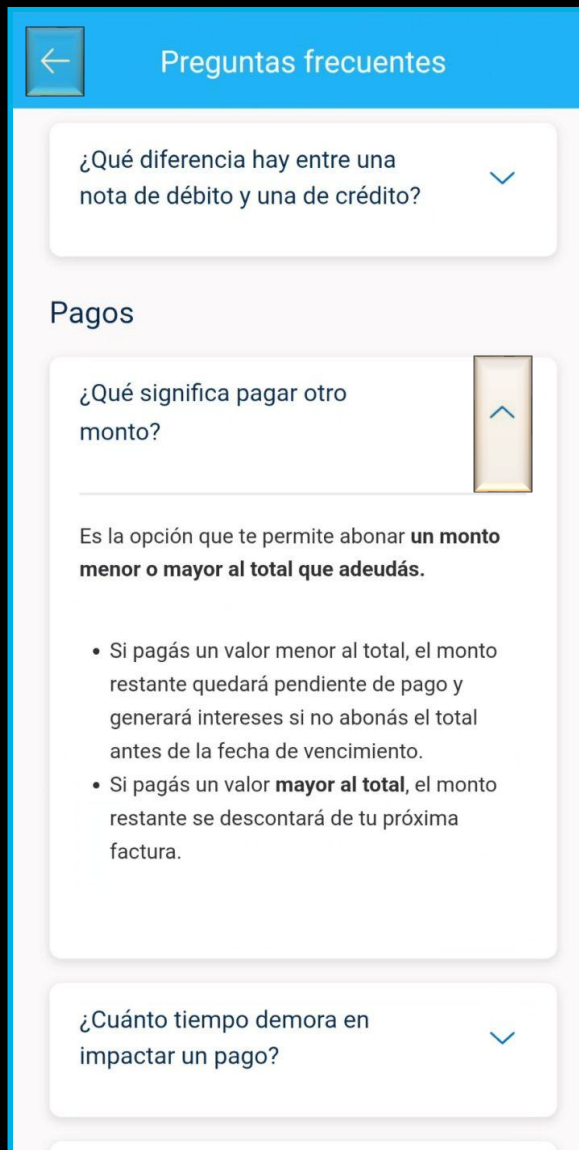 Preguntas frecuentes
¿Qué diferencia hay entre una
nota de débito y una de crédito?
Pagos
¿Qué significa pagar otro
monto?
Es la opción que te permite abonar un monto
menor o mayor al total que adeudás.
• Si pagás un valor menor al total, el monto
restante quedará pendiente de pago y
generará intereses si no abonás el total
antes de la fecha de vencimiento.
• Si pagás un valor mayor al total, el monto
restante se descontará de tu próxima
factura.
¿Cuánto tiempo demora en
impactar un pago?